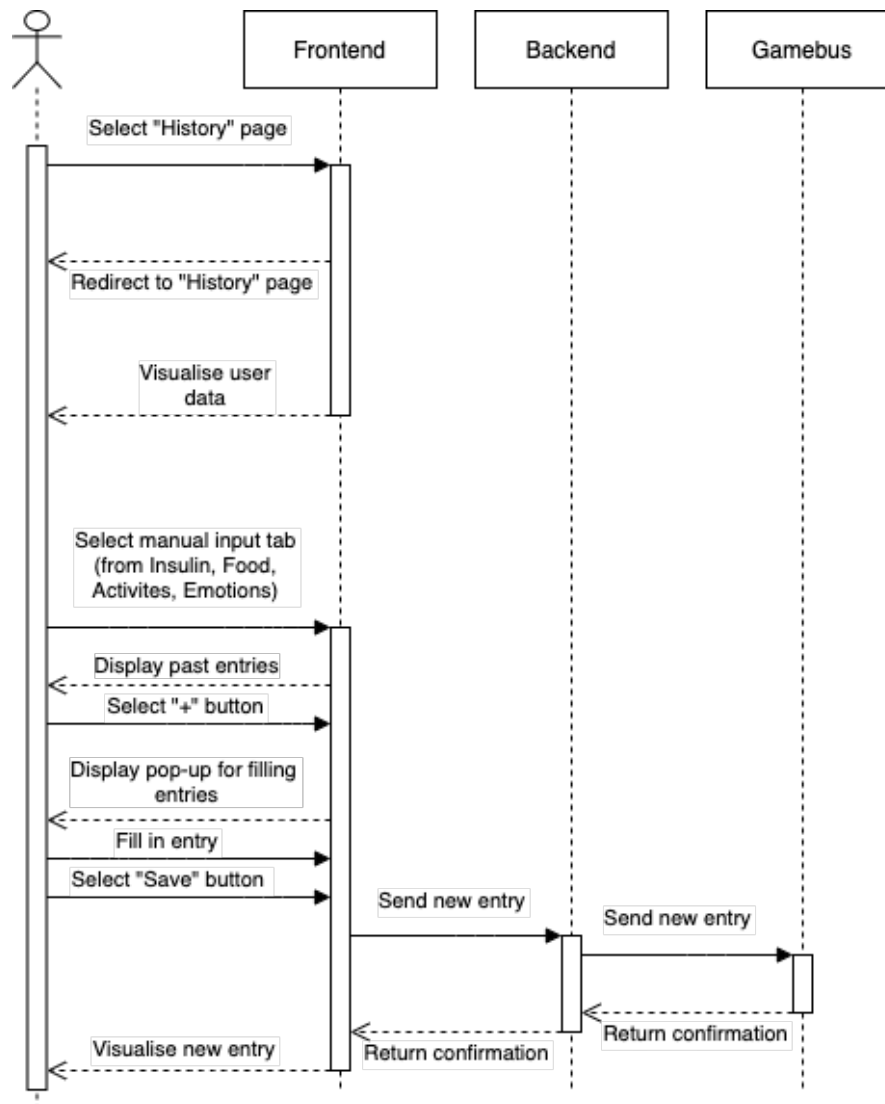 Frontend
Backend
Gamebus
Select "History" page
Redirect to "History" page
Visualise user
data
Select manual input tab
(from Insulin, Food,
Activites, Emotions)
Display past entries
Select "+" button
Display pop-up for filling
entries
Fill in entry
Select "Save" button
Send new entry
Send new entry
Return confirmation
Return confirmation
Visualise new entry